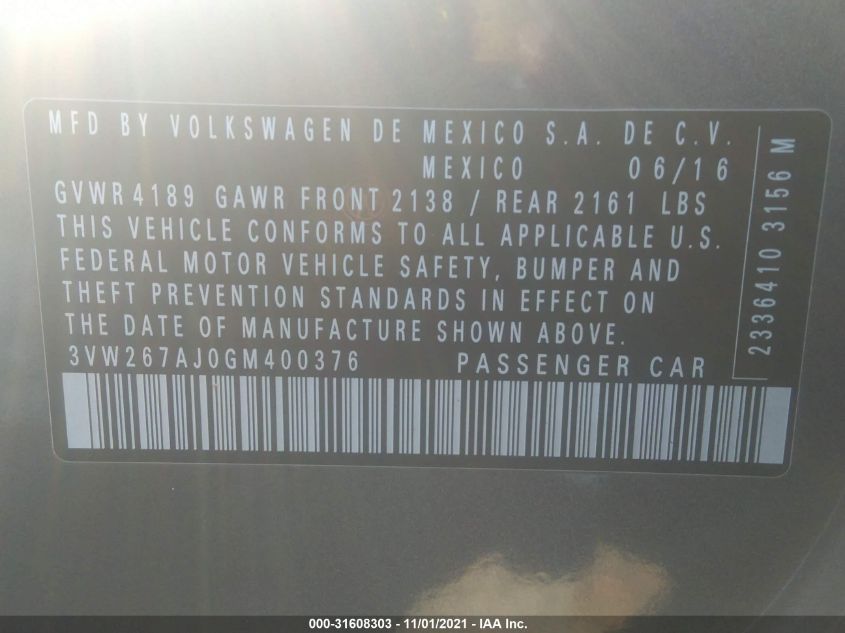 MFD BY VOLKSWAGEN DE MEXICO S.A. DE C.V.
MEXICO 06/16
GVWR 4189 GAWR FRONT 2138 / REAR 2161 LBS
THIS VEHICLE CONFORMS TO ALL APPLICABLE U.S.
FEDERAL MOTOR VEHICLE SAFETY, BUMPER AND
THEFT PREVENTION STANDARDS IN EFFECT ON
THE DATE OF MANUFACTURE SHOWN ABOVE.
3VW267AJ0GM400376 PASSENGER CAR
2336410 3156 M
000-31608303 - 11/01/2021 - IAA Inc.